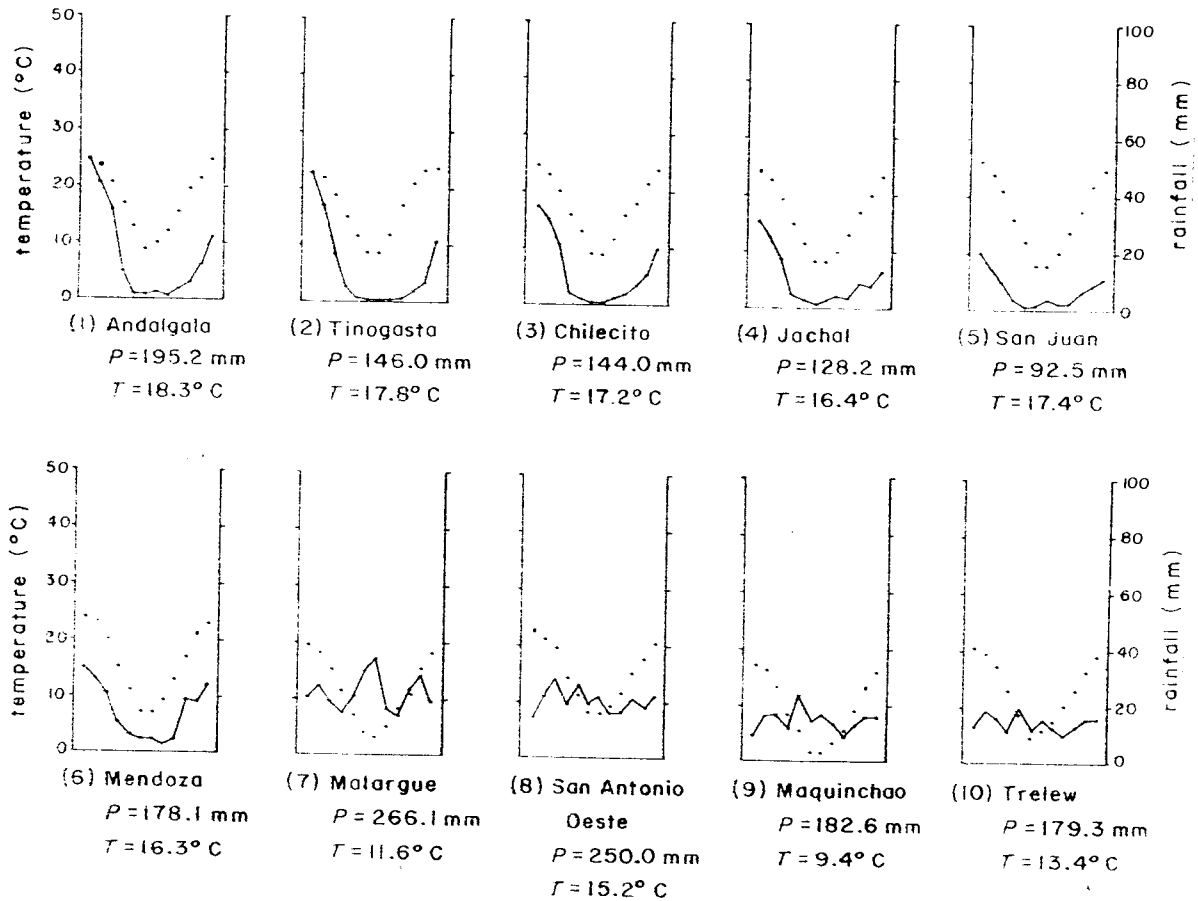 temperature (°C)
50
40
30
20
10
0
100
80
60
40
20
0
rainfall (mm)
(1) Andalgala
P=195.2 mm
T=18.3° C
(2) Tinogasta
P=146.0 mm
T=17.8° C
(3) Chilecito
P=144.0 mm
T=17.2° C
(4) Jachal
P=128.2 mm
T=16.4° C
(5) San Juan
P=92.5 mm
T=17.4° C
temperature (°C)
50
40
30
20
10
0
100
80
60
40
20
0
rainfall (mm)
(6) Mendoza
P=178.1 mm
T=16.3° C
(7) Malargue
P=266.1 mm
T=11.6° C
(8) San Antonio
Oeste
P=250.0 mm
T=15.2° C
(9) Maquinchao
P=182.6 mm
T=9.4° C
(10) Trelew
P=179.3 mm
T=13.4° C